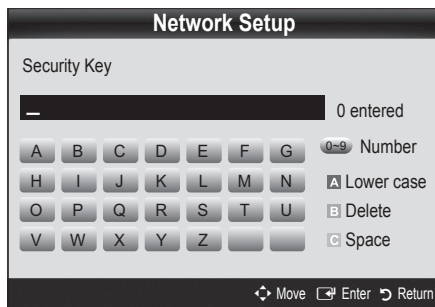 Network Setup
Security Key
_ 0 entered
A B C D E F G 0~9 Number
H I J K L M N A Lower case
O P Q R S T U B Delete
V W X Y Z C Space
Move Enter Return